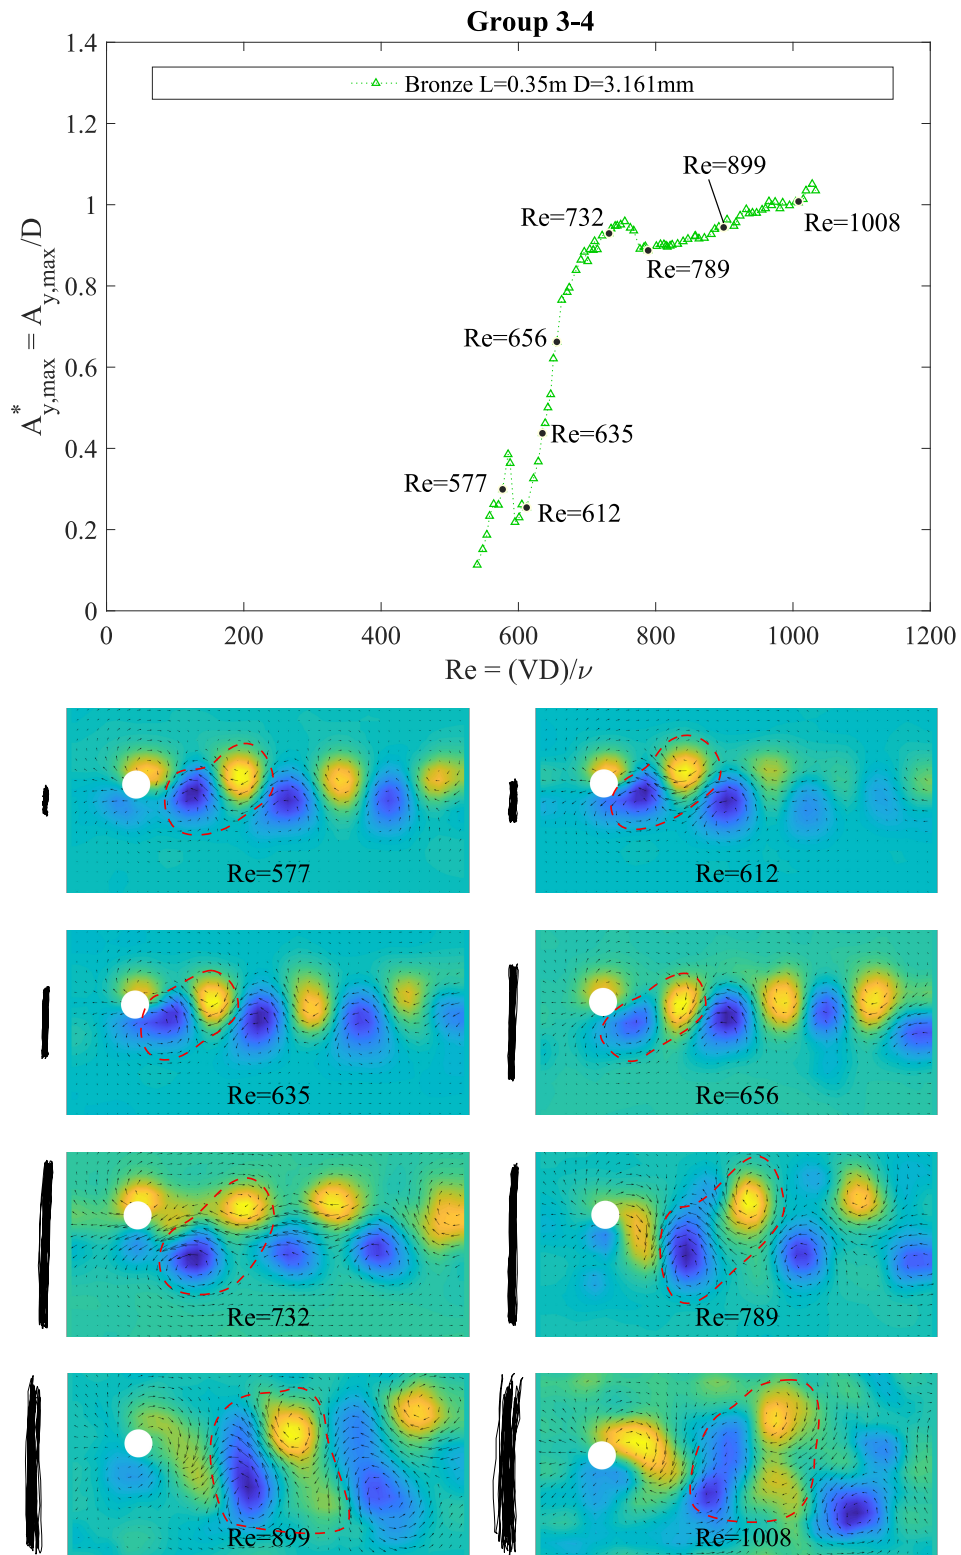 Group 3-4
1.4
1.2
1
0.8
0.6
0.4
0.2
0
A*y,max = Ay,max/D
Bronze L=0.35m D=3.161mm
Re=899
Re=732
Re=1008
Re=789
Re=656
Re=635
Re=577
Re=612
0 200 400 600 800 1000 1200
Re = (VD)/ν
Re=577
Re=612
Re=635
Re=656
Re=732
Re=789
Re=899
Re=1008